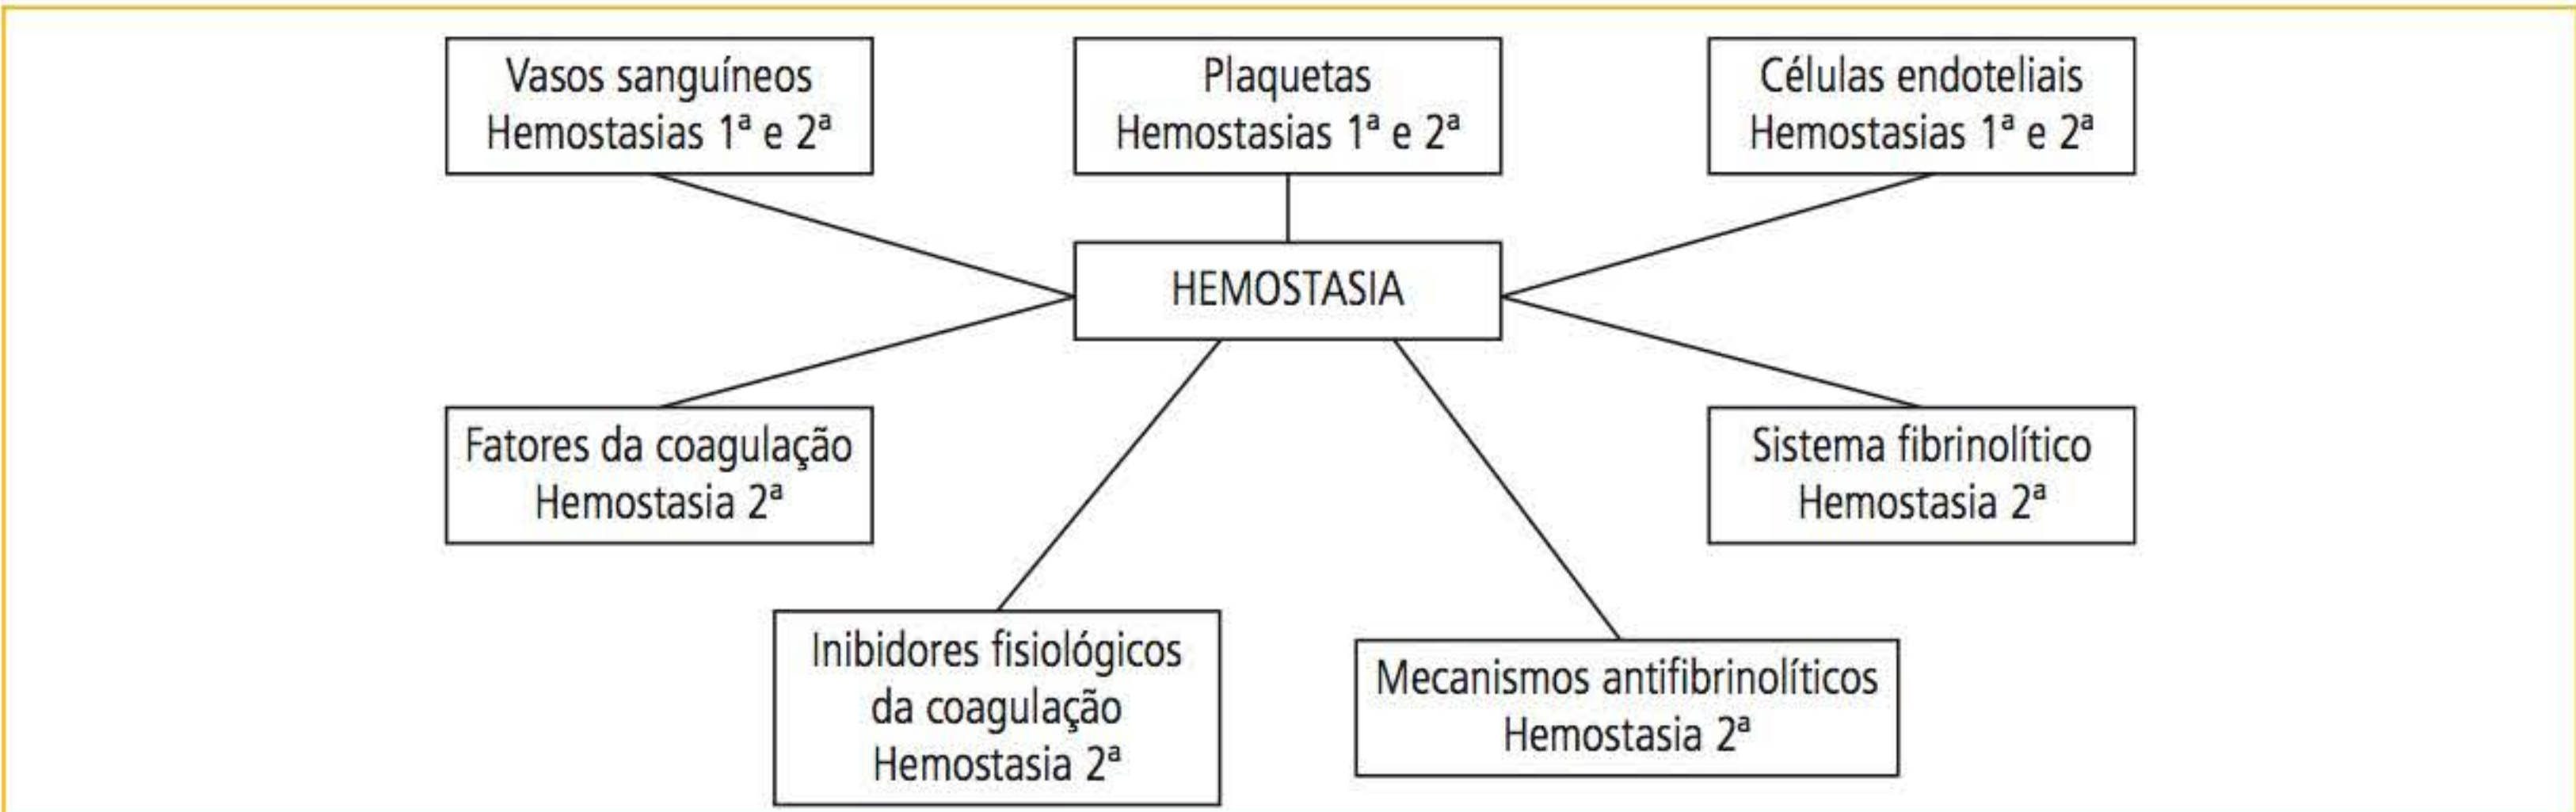 Vasos sanguíneos
Hemostasias 1ª e 2ª
Plaquetas
Hemostasias 1ª e 2ª
Células endoteliais
Hemostasias 1ª e 2ª
HEMOSTASIA
Fatores da coagulação
Hemostasia 2ª
Sistema fibrinolítico
Hemostasia 2ª
Inibidores fisiológicos
da coagulação
Hemostasia 2ª
Mecanismos antifibrinolíticos
Hemostasia 2ª